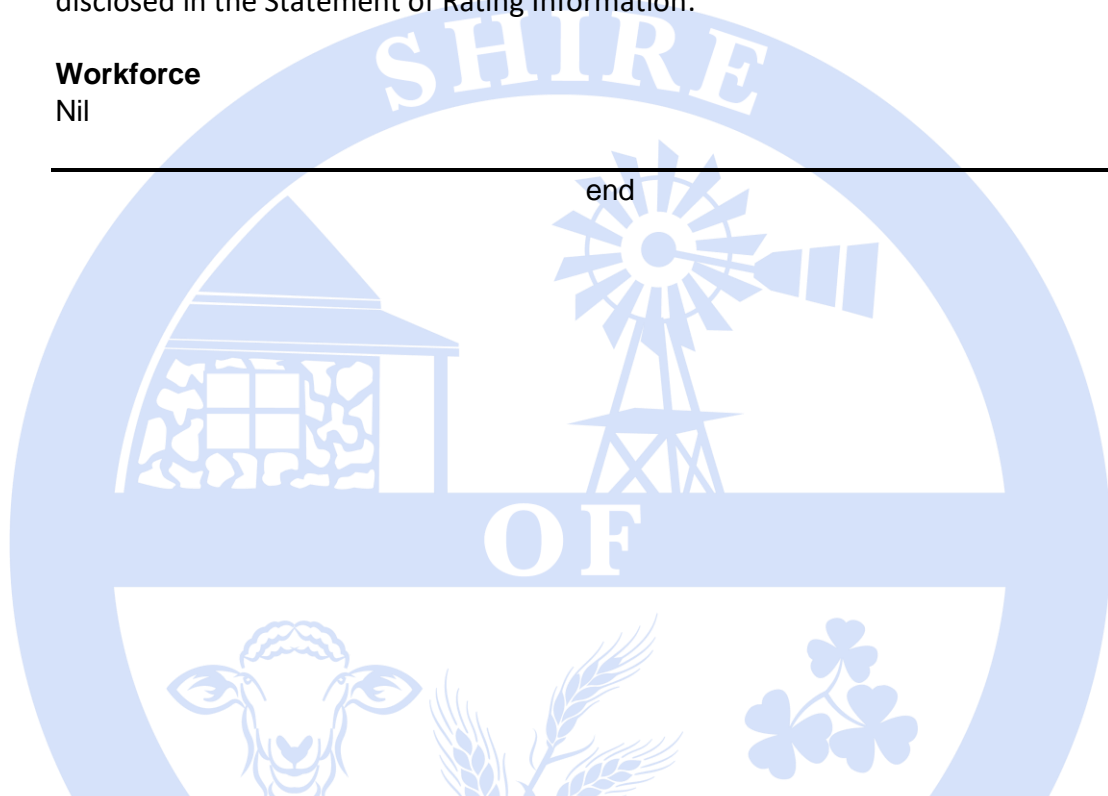 disclosed in the Statement of Rating Information.
SHIRE
Workforce
Nil
end
OF